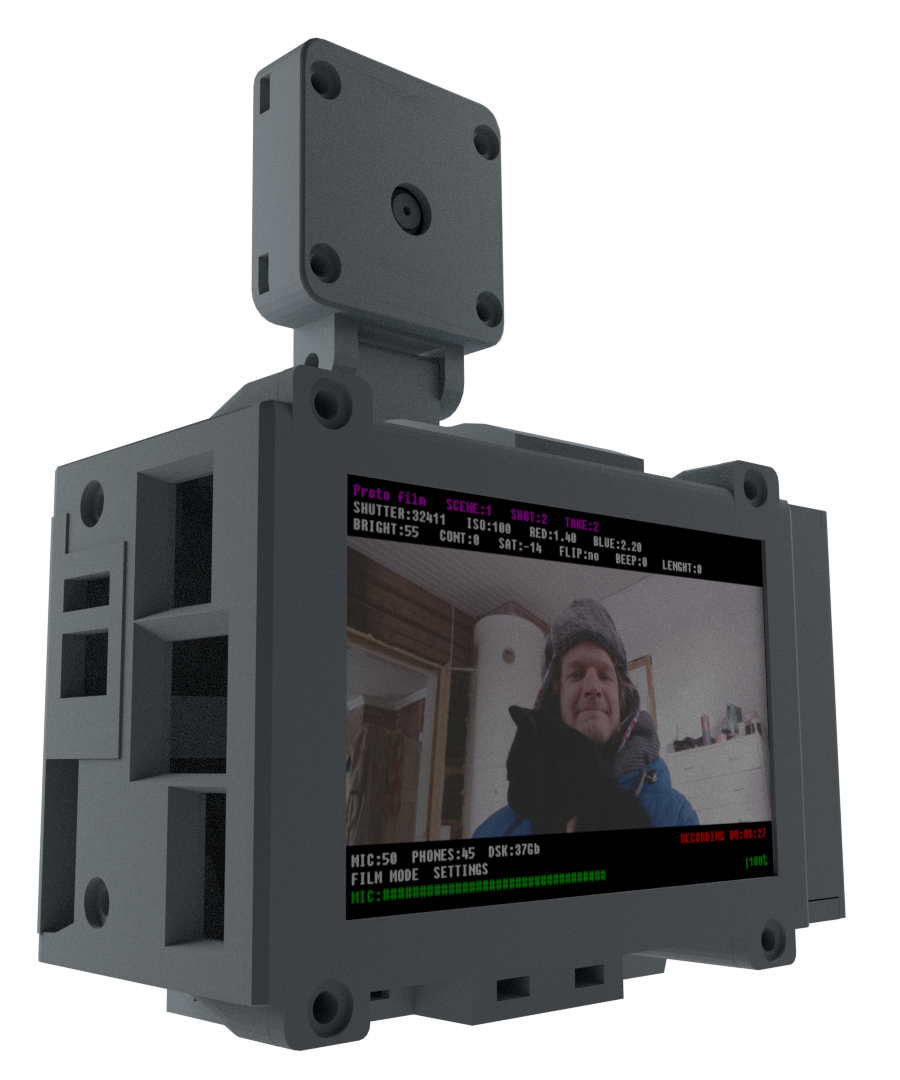 Proto film SCENE:1 SHOT:2 TAKE:2
SHUTTER:32411 ISO:100 RED:1.40 BLUE:2.20
BRIGHT:55 CONT:0 SAT:-14 FLIP:no BEEP:0 LENGHT:0
RECORDING 00:00:27
MIC:50 PHONES:45 DSK:37Gb
FILM MODE SETTINGS
|100%
MIC:##################################